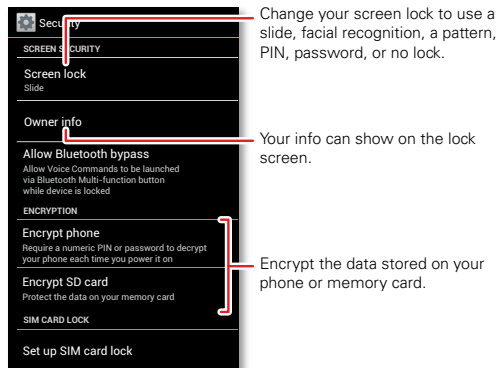 Security
SCREEN SECURITY
Screen lock
Slide
Owner info
Allow Bluetooth bypass
Allow Voice Commands to be launched
via Bluetooth Multi-function button
while device is locked
ENCRYPTION
Encrypt phone
Require a numeric PIN or password to decrypt
your phone each time you power it on
Encrypt SD card
Protect the data on your memory card
SIM CARD LOCK
Set up SIM card lock
Change your screen lock to use a
slide, facial recognition, a pattern,
PIN, password, or no lock.
Your info can show on the lock
screen.
Encrypt the data stored on your
phone or memory card.